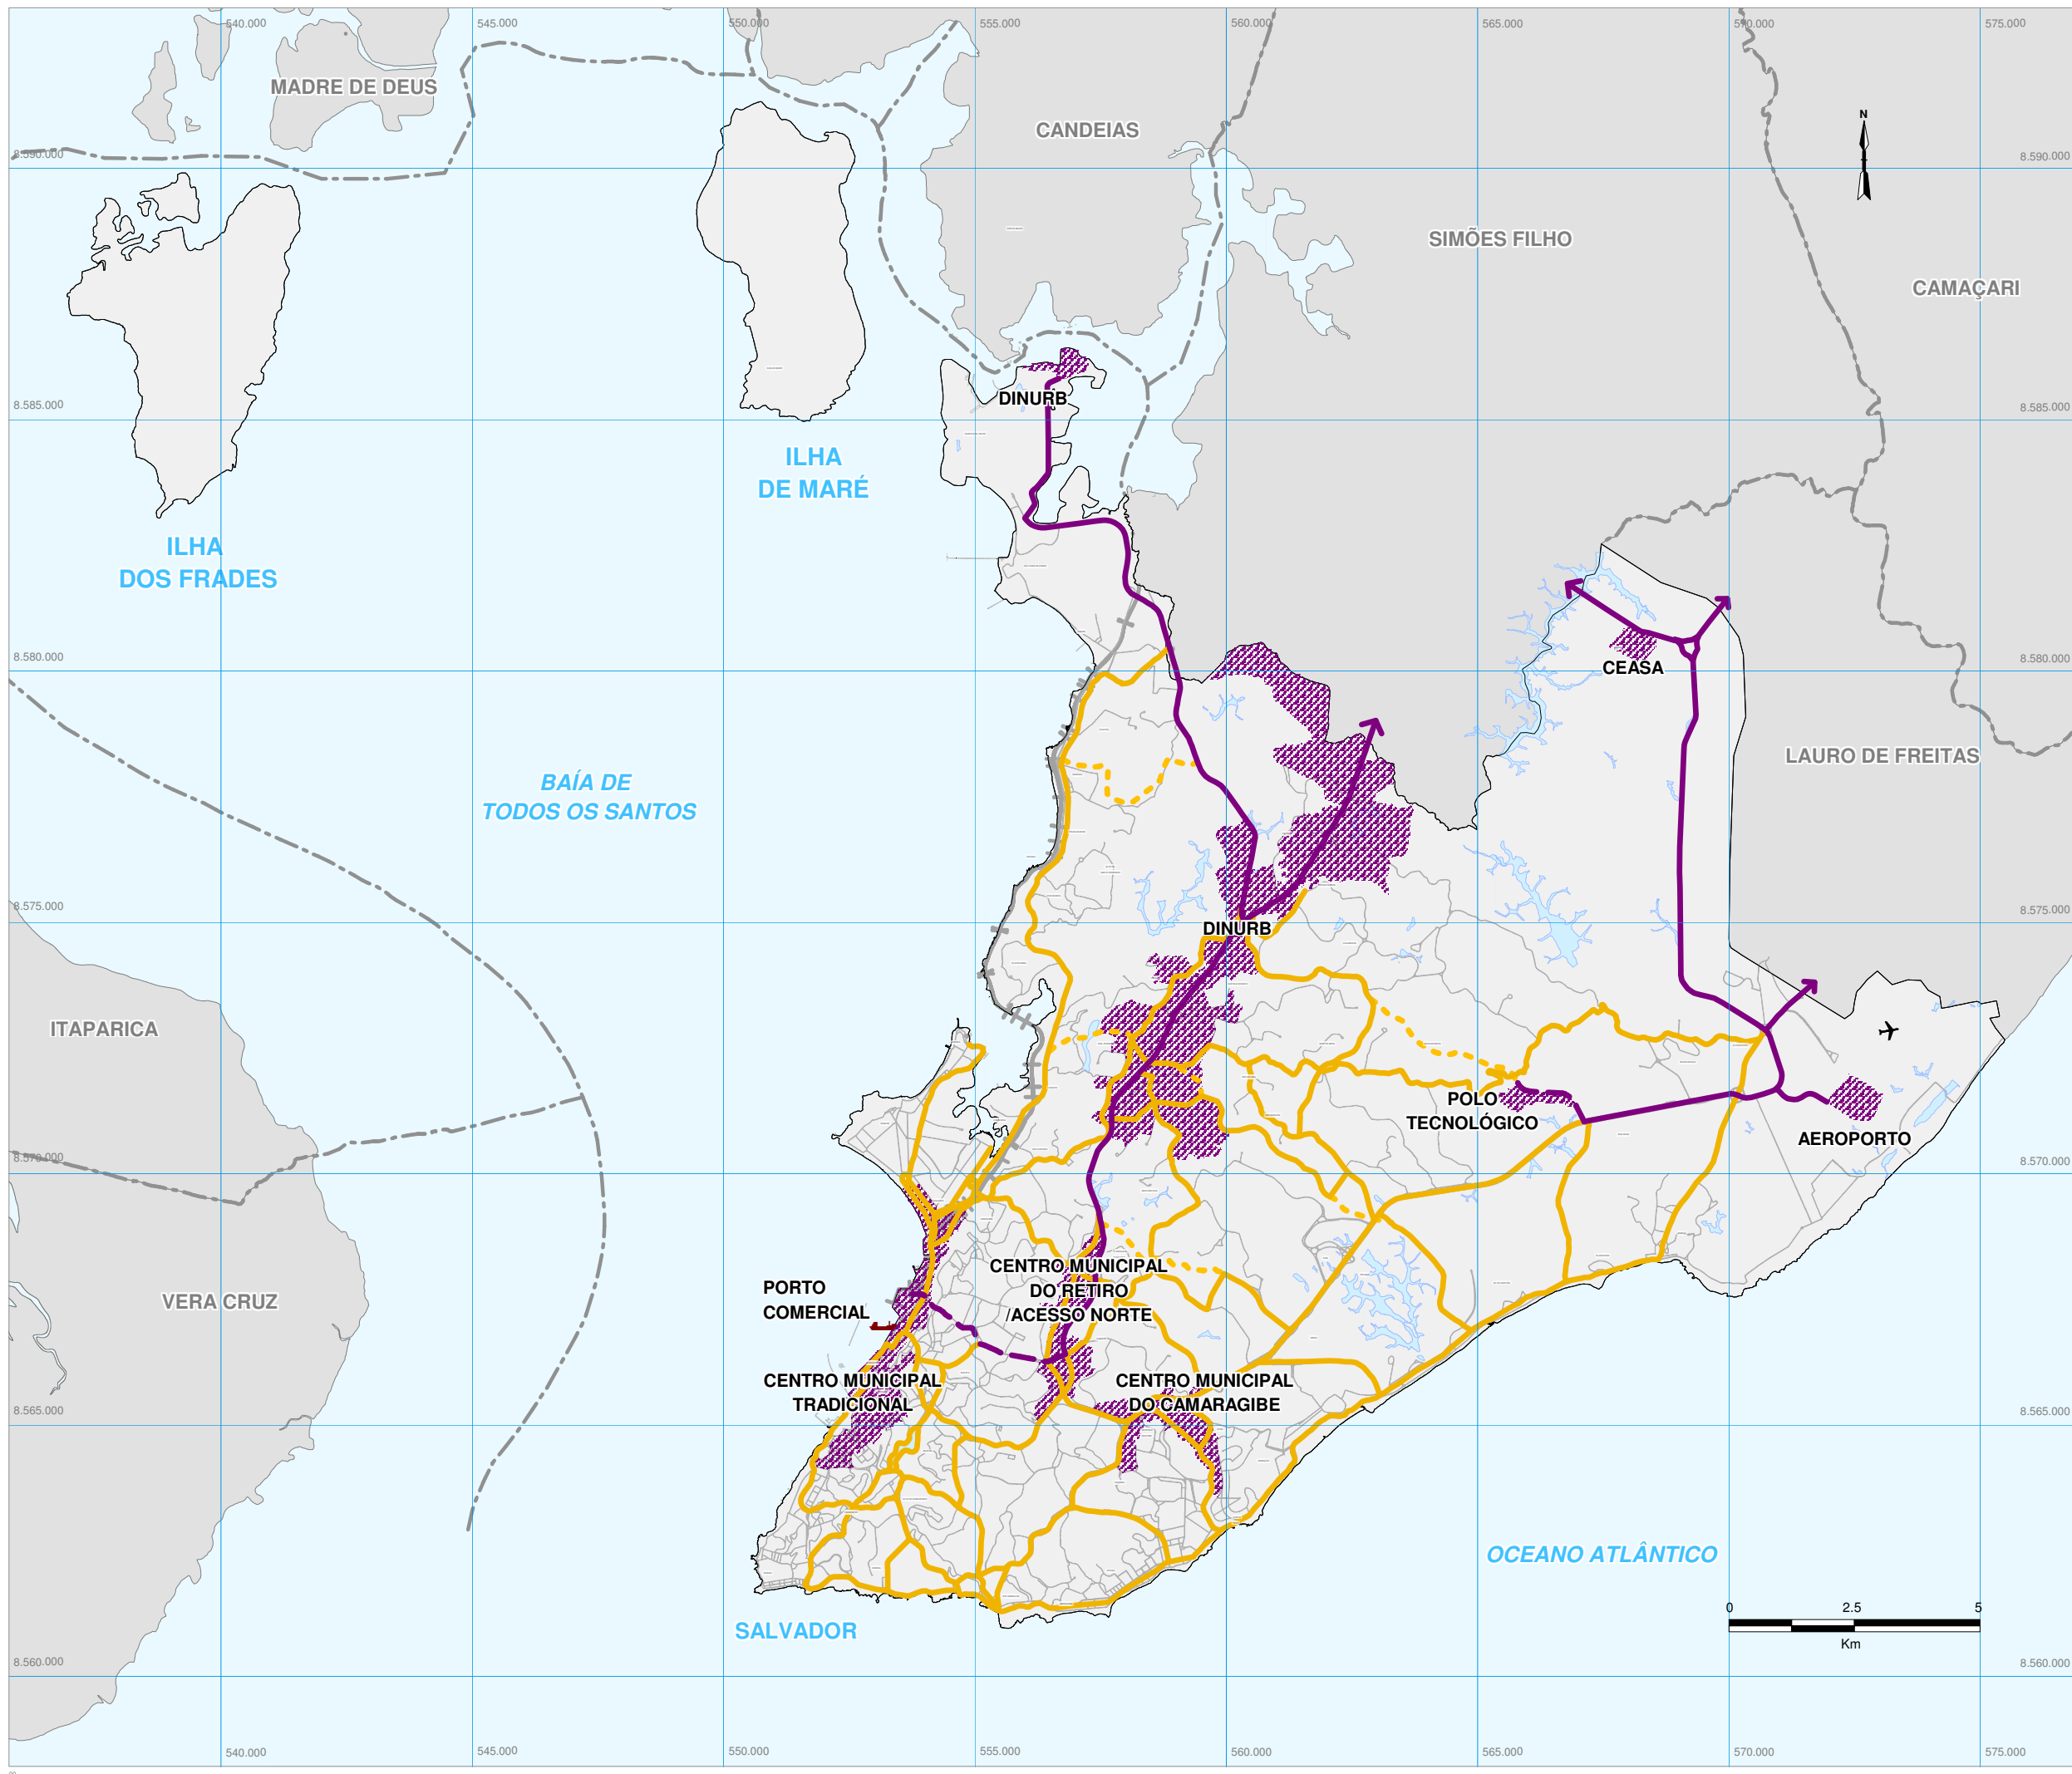 540.000
545.000
550.000
555.000
560.000
565.000
570.000
575.000
MADRE DE DEUS
CANDEIAS
N
8.590.000
8.590.000
SIMÕES FILHO
CAMAÇARI
DINURB
8.585.000
8.585.000
ILHA
DE MARÉ
ILHA
DOS FRADES
CEASA
8.580.000
8.580.000
LAURO DE FREITAS
BAÍA DE
TODOS OS SANTOS
8.575.000
8.575.000
DINURB
ITAPARICA
POLO
TECNOLÓGICO
AEROPORTO
8.570.000
8.570.000
VERA CRUZ
PORTO
COMERCIAL
CENTRO MUNICIPAL
DO RETIRO
/ACESSO NORTE
CENTRO MUNICIPAL
TRADICIONAL
CENTRO MUNICIPAL
DO CAMARAGIBE
8.565.000
8.565.000
OCEANO ATLÂNTICO
SALVADOR
0
2.5
5
Km
8.560.000
8.560.000
540.000
545.000
550.000
555.000
560.000
565.000
570.000
575.000